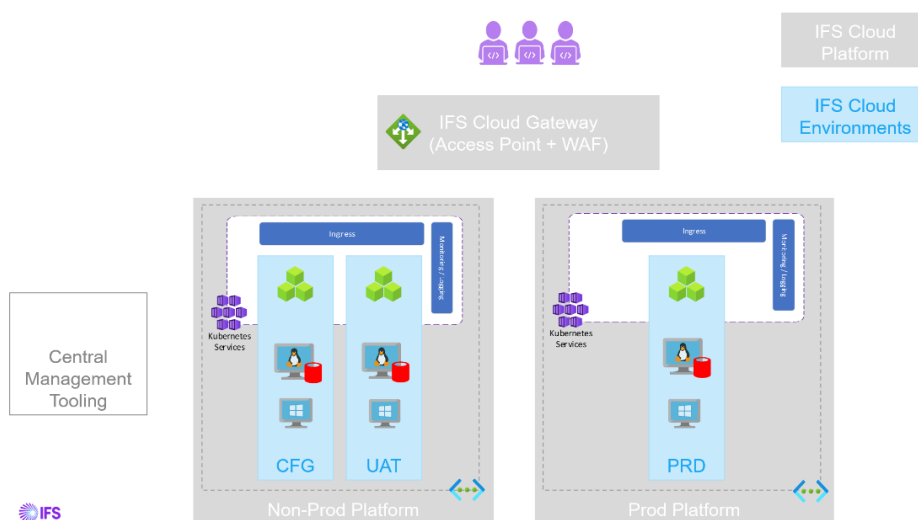 IFS Cloud
Platform
IFS Cloud Gateway
(Access Point + WAF)
IFS Cloud
Environments
Ingress
Monitoring / Logging
Kubernetes
Services
CFG
UAT
Non-Prod Platform
Ingress
Monitoring / Logging
Kubernetes
Services
PRD
Prod Platform
Central
Management
Tooling
IFS